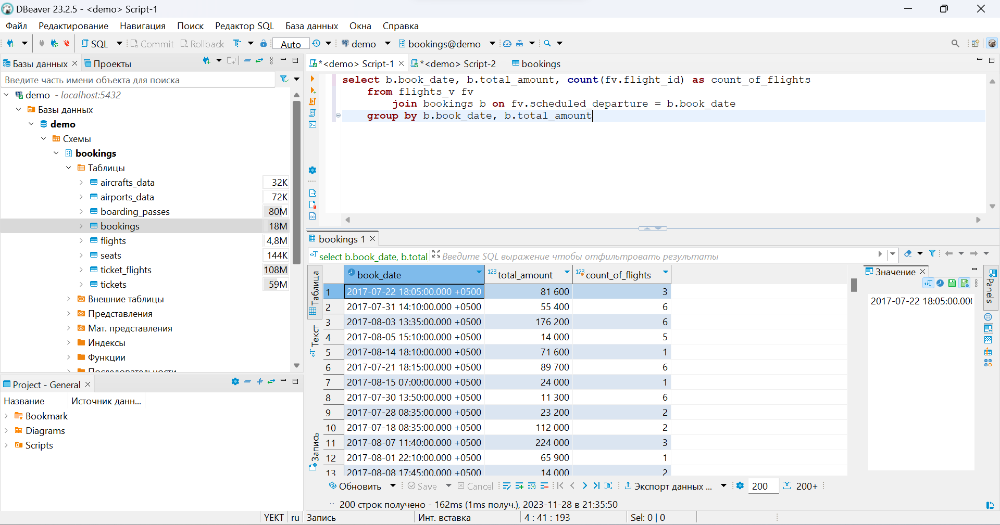 DBeaver 23.2.5 - <demo> Script-1
Файл Редактирование Навигация Поиск Редактор SQL База данных Окна Справка
SQL Commit Rollback Auto demo bookings@demo
Базы данных Проекты
Введите часть имени объекта для поиска
demo - localhost:5432
Базы данных
demo
Схемы
bookings
Таблицы
aircrafts_data 32K
airports_data 72K
boarding_passes 80M
bookings 18M
flights 4,8M
seats 144K
ticket_flights 108M
tickets 59M
Внешние таблицы
Представления
Мат. представления
Индексы
Функции
Последовательности
Project - General
Название Источник данн...
Bookmark
Diagrams
Scripts
*<demo> Script-1 *<demo> Script-2 bookings
select b.book_date, b.total_amount, count(fv.flight_id) as count_of_flights
from flights_v fv
join bookings b on fv.scheduled_departure = b.book_date
group by b.book_date, b.total_amount
bookings 1
select b.book_date, b.total Введите SQL выражение чтобы отфильтровать результаты
Таблица
Текст
Запись
book_date 123 total_amount 123 count_of_flights
1 2017-07-22 18:05:00.000 +0500 81 600 3
2 2017-07-31 14:10:00.000 +0500 55 400 6
3 2017-08-03 13:35:00.000 +0500 176 200 6
4 2017-08-05 15:10:00.000 +0500 14 000 5
5 2017-08-14 18:10:00.000 +0500 71 600 1
6 2017-07-21 18:15:00.000 +0500 89 700 6
7 2017-08-15 07:00:00.000 +0500 24 000 1
8 2017-07-30 13:50:00.000 +0500 11 300 6
9 2017-07-28 08:35:00.000 +0500 23 200 2
10 2017-07-18 08:35:00.000 +0500 112 000 2
11 2017-08-07 11:40:00.000 +0500 224 000 3
12 2017-08-01 22:10:00.000 +0500 65 900 1
13 2017-08-08 17:45:00.000 +0500 14 000 2
Значение
2017-07-22 18:05:00.00
Panels
Обновить Save Cancel Экспорт данных ... 200 200+
200 строк получено - 162ms (1ms получ.), 2023-11-28 в 21:35:50
YEKT ru Запись Инт. вставка 4 : 41 : 193 Sel: 0 | 0